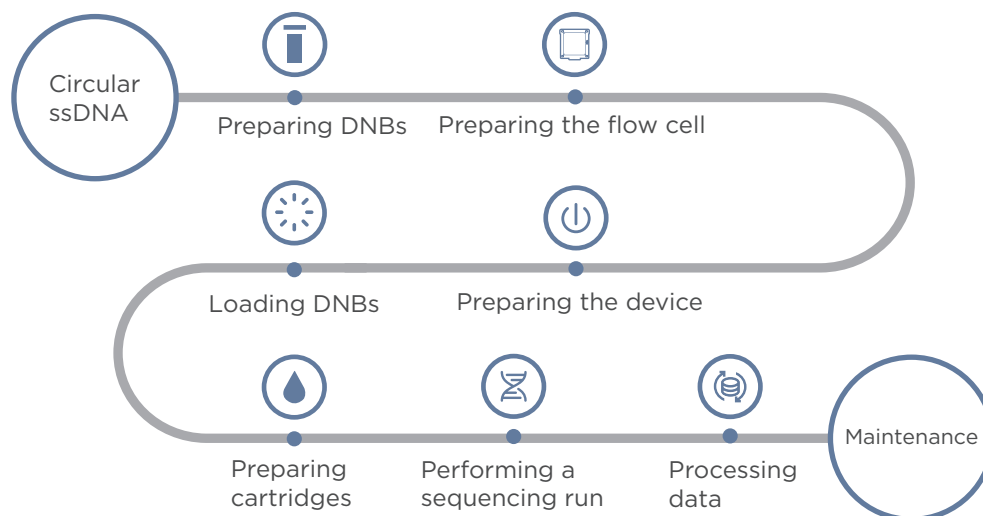 Circular
ssDNA
Preparing DNBs
Preparing the flow cell
Preparing the device
Loading DNBs
Preparing
cartridges
Performing a
sequencing run
Processing
data
Maintenance